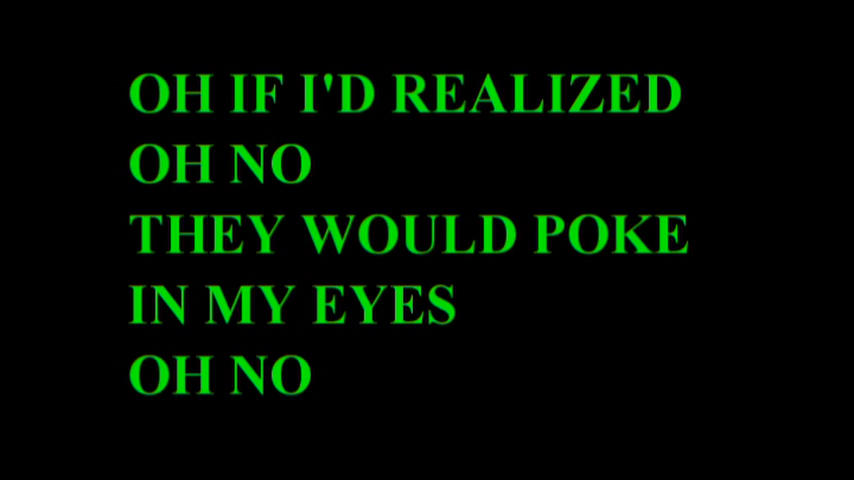 OH IF I'D REALIZED
OH NO
THEY WOULD POKE
IN MY EYES
OH NO